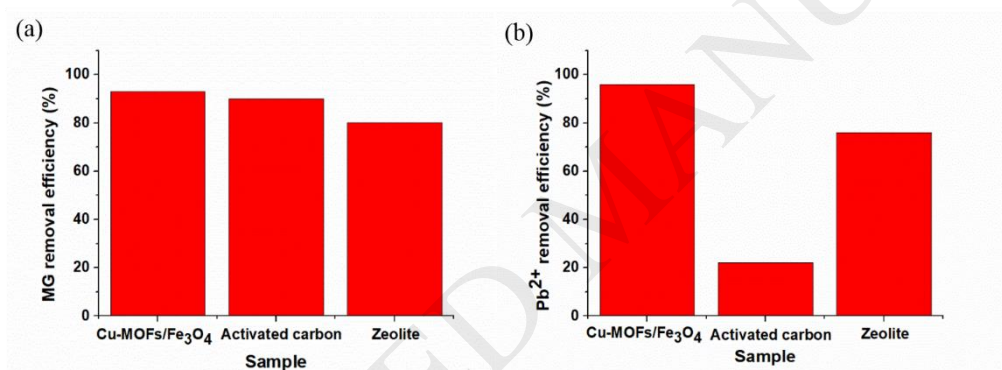 (a)
MG removal efficiency (%)
100
80
60
40
20
0
Cu-MOFs/Fe₃O₄ Activated carbon Zeolite
Sample
(b)
Pb²⁺ removal efficiency (%)
100
80
60
40
20
0
Cu-MOFs/Fe₃O₄ Activated carbon Zeolite
Sample